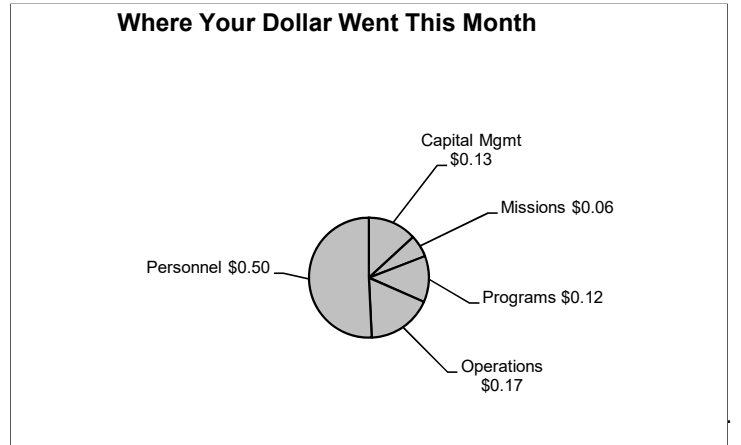 Where Your Dollar Went This Month
Capital Mgmt
$0.13
Missions $0.06
Personnel $0.50
Programs $0.12
Operations
$0.17
.